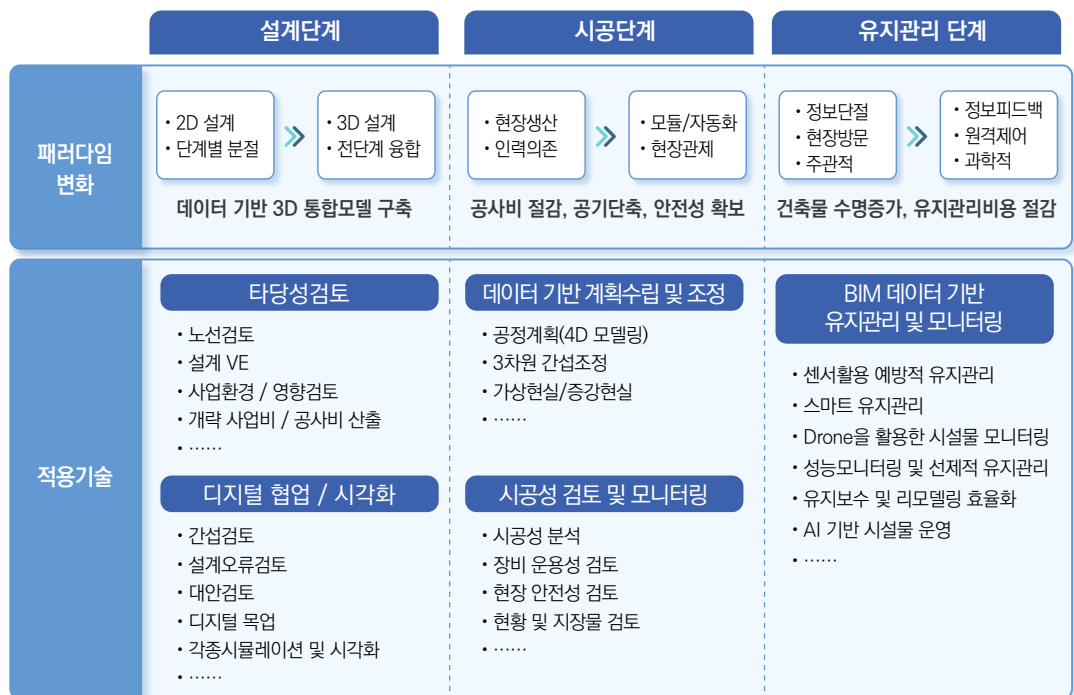 설계단계
시공단계
유지관리 단계
패러다임
변화
· 2D 설계
· 단계별 분절
· 3D 설계
· 전단계 융합
데이터 기반 3D 통합모델 구축
· 현장생산
· 인력의존
· 모듈/자동화
· 현장관제
공사비 절감, 공기단축, 안전성 확보
· 정보단절
· 현장방문
· 주관적
· 정보피드백
· 원격제어
· 과학적
건축물 수명증가, 유지관리비용 절감
적용기술
타당성검토
· 노선검토
· 설계 VE
· 사업환경 / 영향검토
· 개략 사업비 / 공사비 산출
· ······
디지털 협업 / 시각화
· 간섭검토
· 설계오류검토
· 대안검토
· 디지털 목업
· 각종시뮬레이션 및 시각화
· ······
데이터 기반 계획수립 및 조정
· 공정계획(4D 모델링)
· 3차원 간섭조정
· 가상현실/증강현실
· ······
시공성 검토 및 모니터링
· 시공성 분석
· 장비 운용성 검토
· 현장 안전성 검토
· 현황 및 지장물 검토
· ······
BIM 데이터 기반
유지관리 및 모니터링
· 센서활용 예방적 유지관리
· 스마트 유지관리
· Drone을 활용한 시설물 모니터링
· 성능모니터링 및 선제적 유지관리
· 유지보수 및 리모델링 효율화
· AI 기반 시설물 운영
· ······